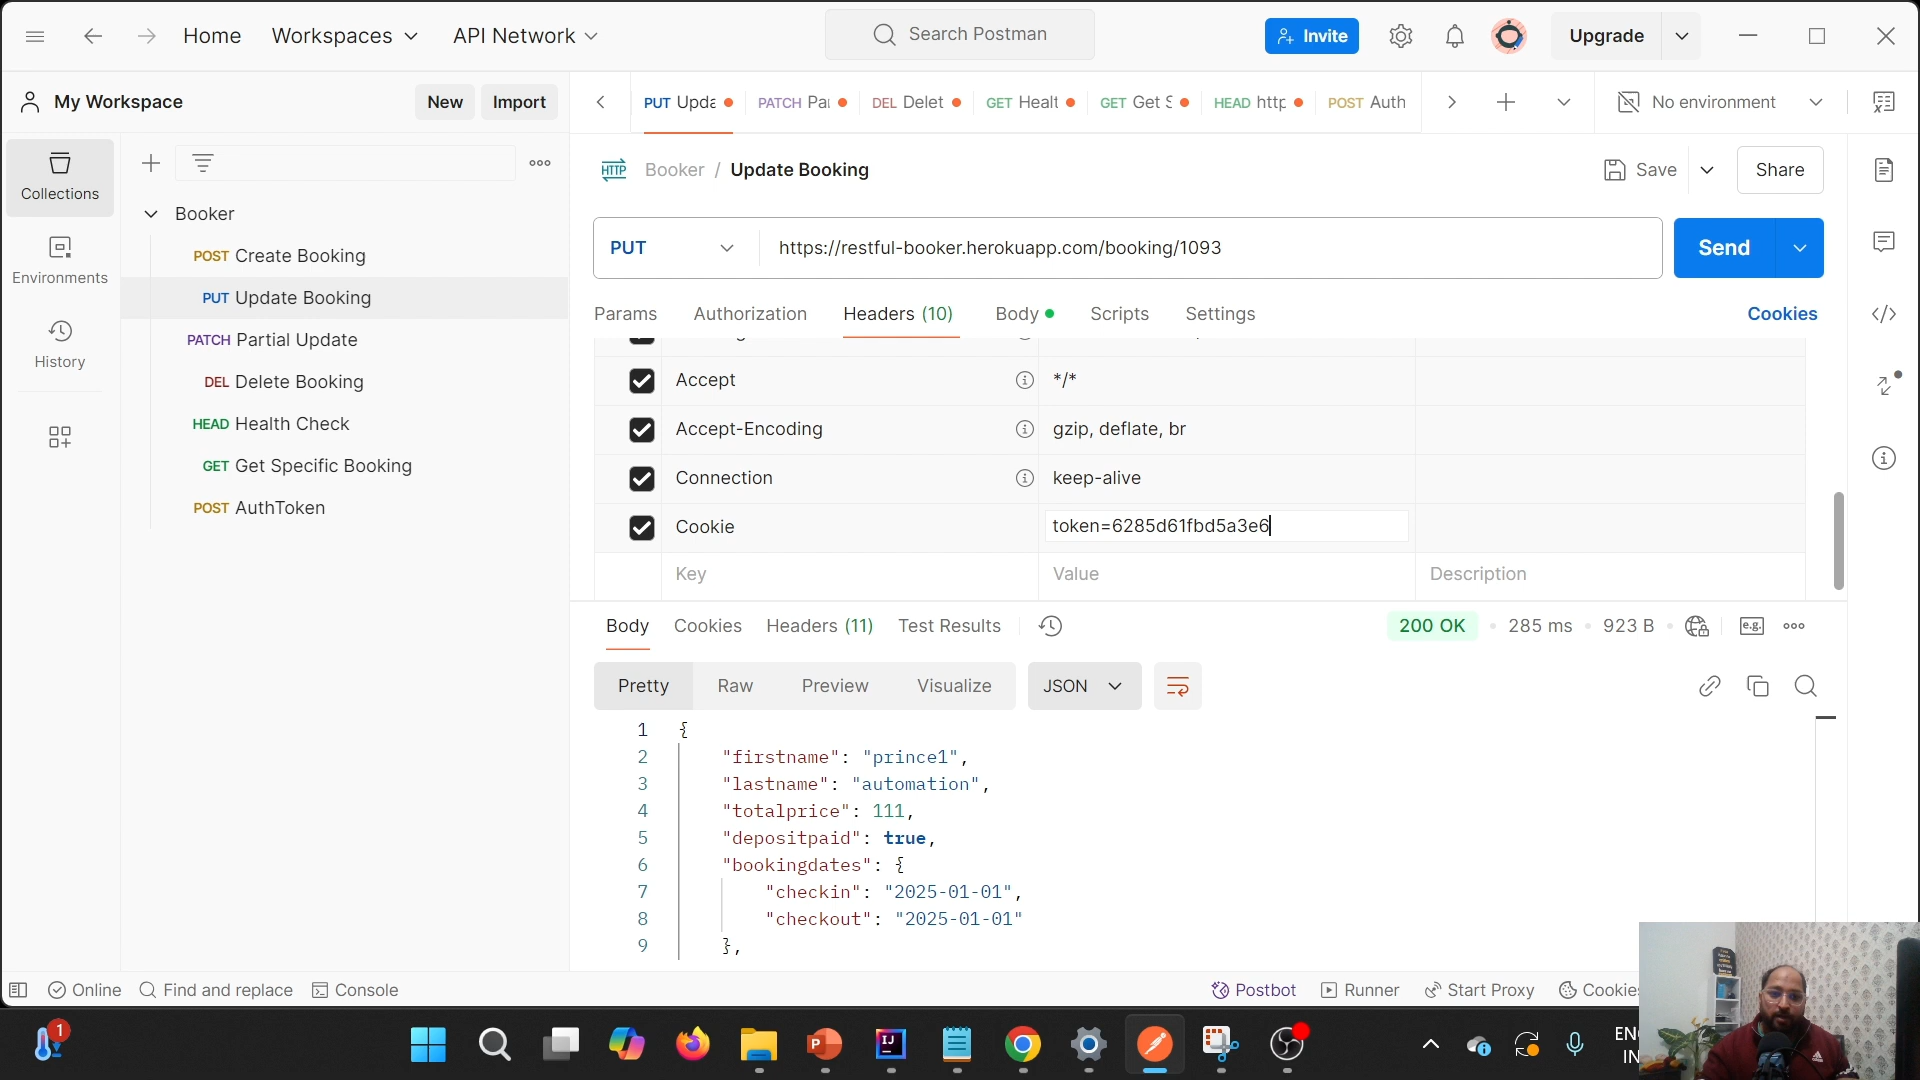 Home
Workspaces
API Network
Search Postman
Invite
Upgrade
My Workspace
New
Import
PUT Upda
PATCH Pa
DEL Delet
GET Healt
GET Get S
HEAD http
POST Auth
No environment
Collections
Environments
History
Booker
POST Create Booking
PUT Update Booking
PATCH Partial Update
DEL Delete Booking
HEAD Health Check
GET Get Specific Booking
POST AuthToken
HTTP Booker / Update Booking
Save
Share
PUT
https://restful-booker.herokuapp.com/booking/1093
Send
Params
Authorization
Headers (10)
Body
Scripts
Settings
Cookies
Accept
*/*
Accept-Encoding
gzip, deflate, br
Connection
keep-alive
Cookie
token=6285d61fbd5a3e6
Key
Value
Description
Body
Cookies
Headers (11)
Test Results
200 OK
285 ms
923 B
e.g.
Pretty
Raw
Preview
Visualize
JSON
1 {
2 "firstname": "prince1",
3 "lastname": "automation",
4 "totalprice": 111,
5 "depositpaid": true,
6 "bookingdates": {
7 "checkin": "2025-01-01",
8 "checkout": "2025-01-01"
9 },
Online
Find and replace
Console
Postbot
Runner
Start Proxy
Cookies
1
P
IJ
EN
IN